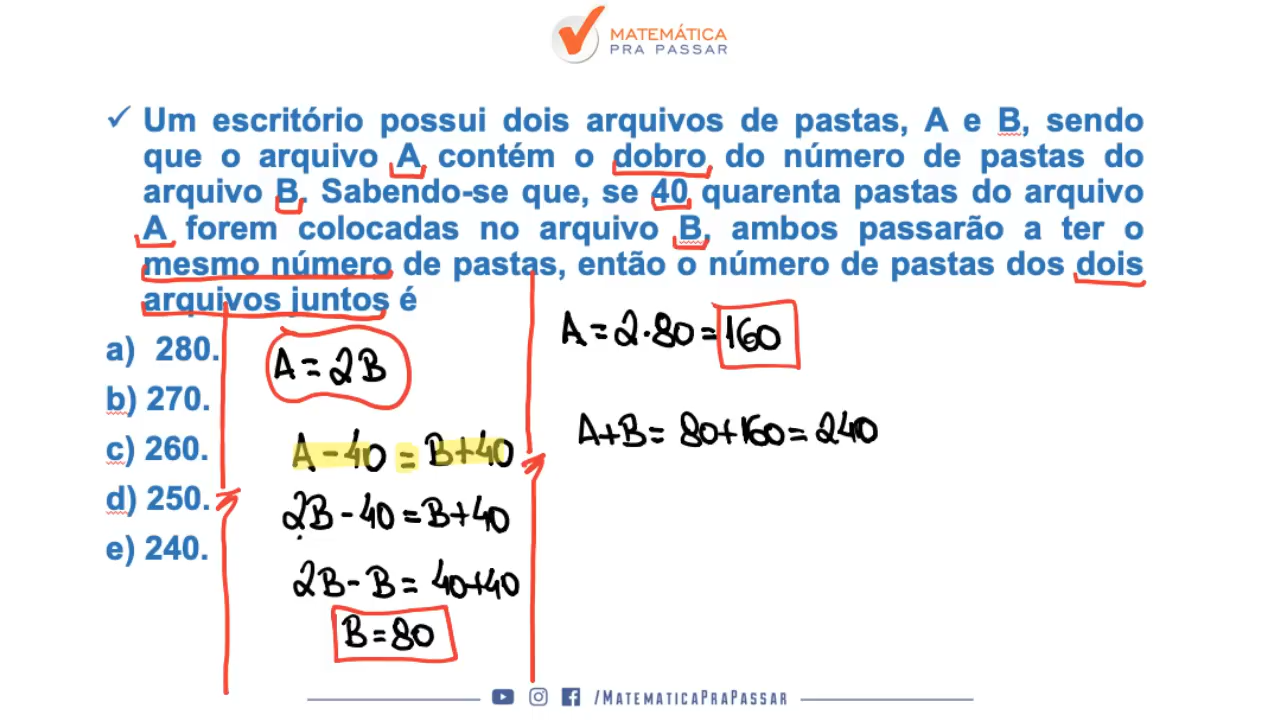 MATEMÁTICA
PRA PASSAR
✓ Um escritório possui dois arquivos de pastas, A e B, sendo
que o arquivo A contém o dobro do número de pastas do
arquivo B. Sabendo-se que, se 40 quarenta pastas do arquivo
A forem colocadas no arquivo B, ambos passarão a ter o
mesmo número de pastas, então o número de pastas dos dois
arquivos juntos é
a) 280.
b) 270.
c) 260.
d) 250.
e) 240.
A = 2B
A - 40 = B + 40
2B - 40 = B + 40
2B - B = 40 + 40
B = 80
A = 2 · 80 = 160
A + B = 80 + 160 = 240
/MATEMATICAPRAPASSAR